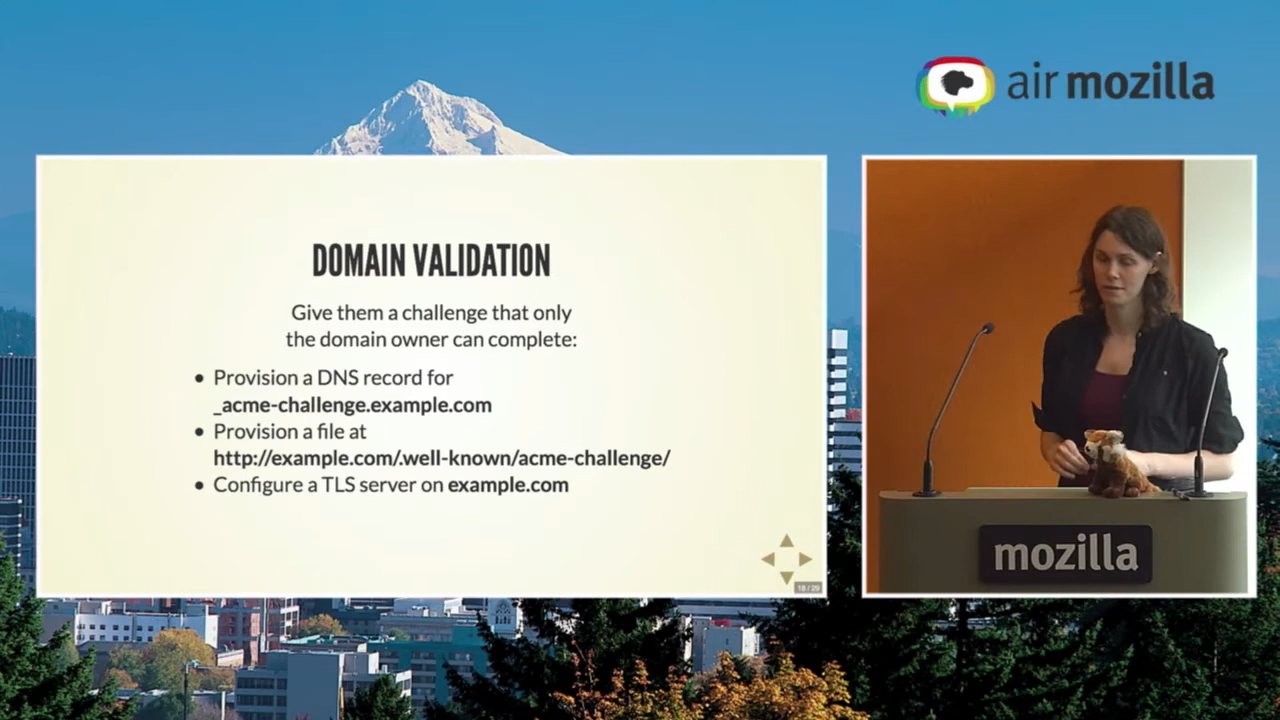 air mozilla
DOMAIN VALIDATION
Give them a challenge that only
the domain owner can complete:
• Provision a DNS record for
_acme-challenge.example.com
• Provision a file at
http://example.com/.well-known/acme-challenge/
• Configure a TLS server on example.com
18 / 29
mozilla